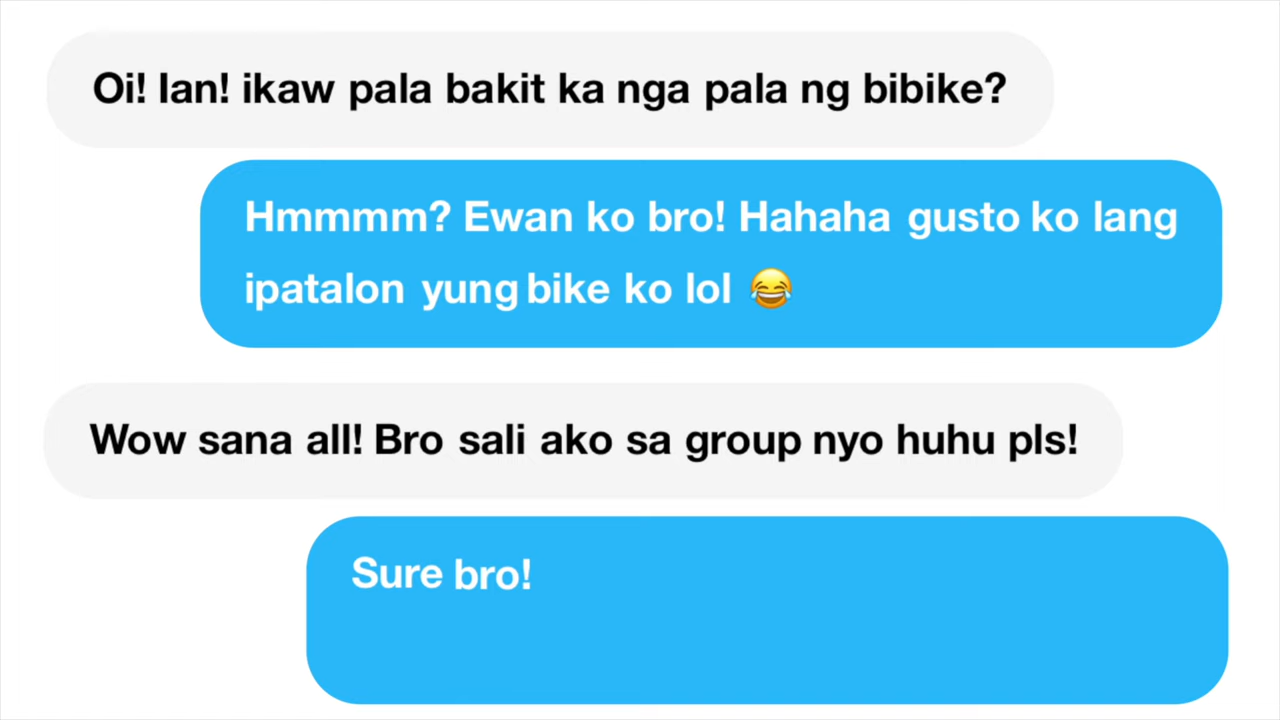 Oi! Ian! ikaw pala bakit ka nga pala ng bibike?
Hmmmm? Ewan ko bro! Hahaha gusto ko lang
ipatalon yung bike ko lol 😂
Wow sana all! Bro sali ako sa group nyo huhu pls!
Sure bro!